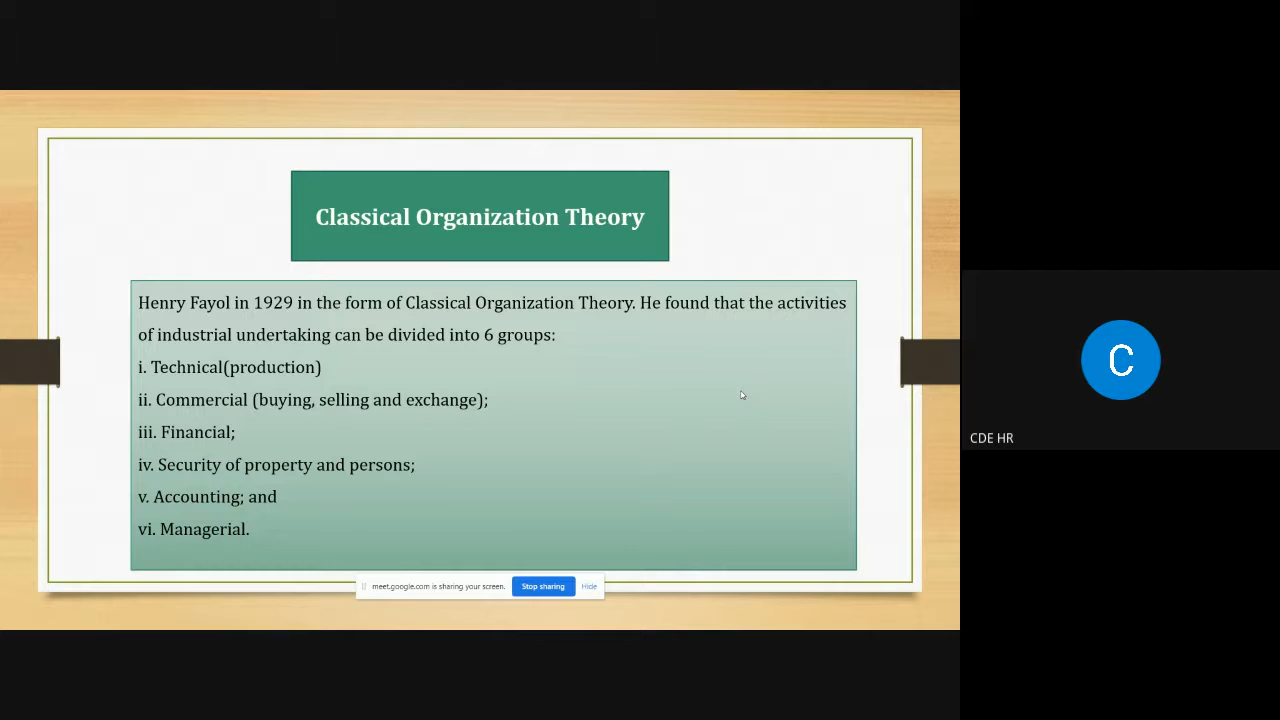 Classical Organization Theory
Henry Fayol in 1929 in the form of Classical Organization Theory. He found that the activities
of industrial undertaking can be divided into 6 groups:
i. Technical(production)
ii. Commercial (buying, selling and exchange);
iii. Financial;
iv. Security of property and persons;
v. Accounting; and
vi. Managerial.
meet.google.com is sharing your screen. Stop sharing Hide
C
CDE HR